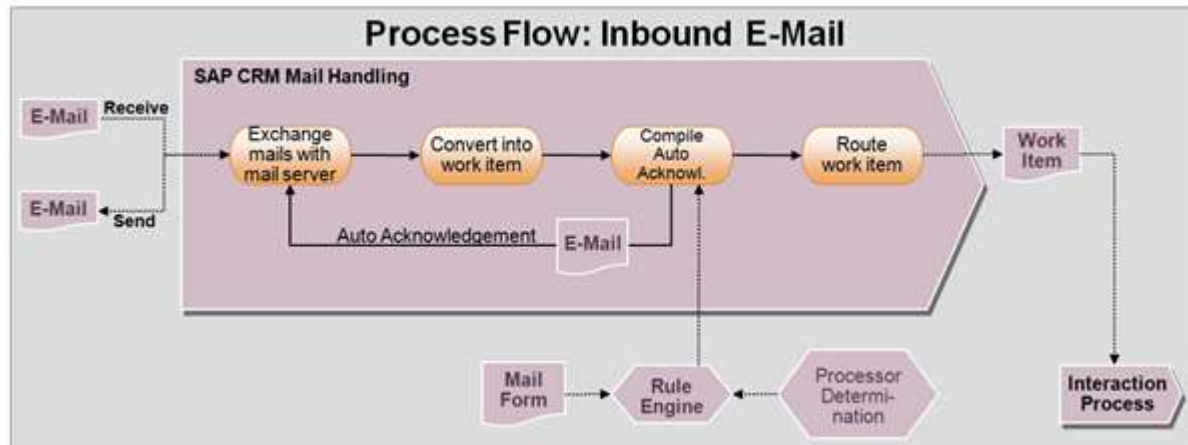 Process Flow: Inbound E-Mail
SAP CRM Mail Handling
E-Mail
Receive
E-Mail
Send
Exchange
mails with
mail server
Convert into
work item
Compile
Auto
Acknowl.
Route
work item
Work
Item
Auto Acknowledgement
E-Mail
Mail
Form
Rule
Engine
Processor
Determi-
nation
Interaction
Process